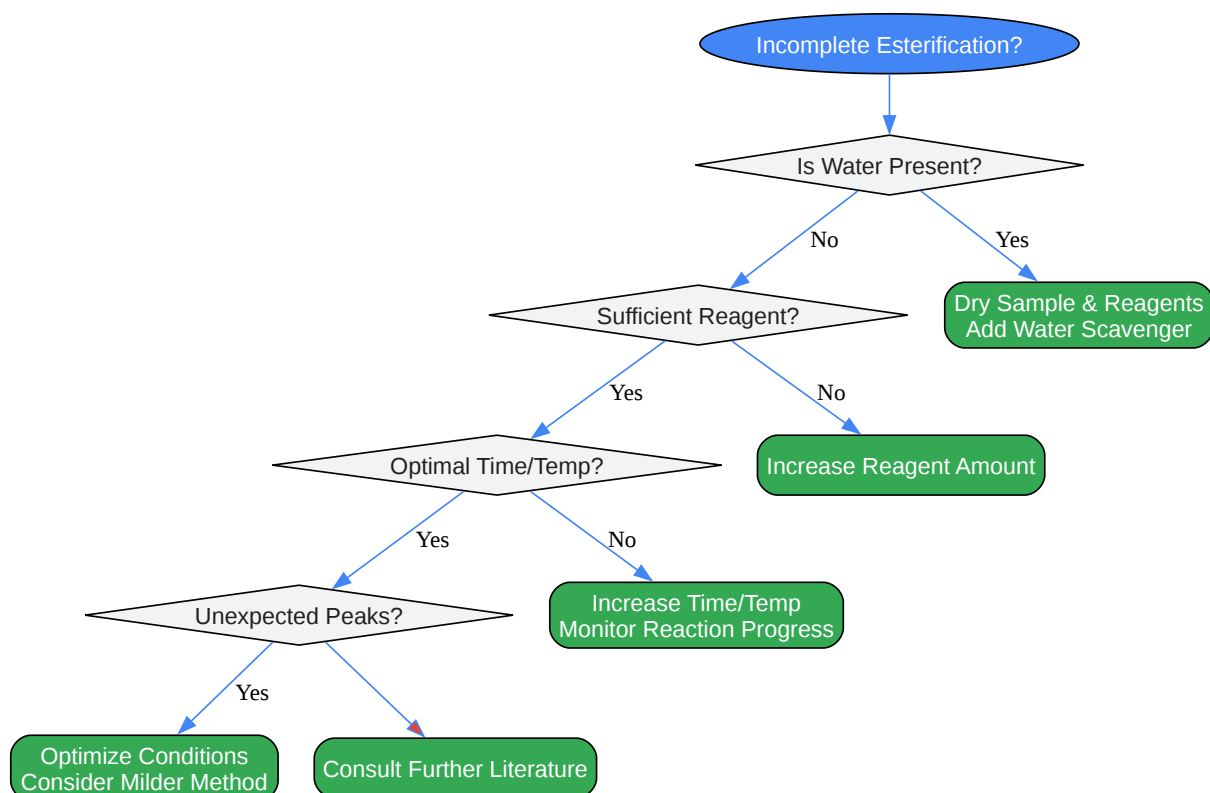 Incomplete Esterification?
Is Water Present?
No
Yes
Dry Sample & Reagents
Add Water Scavenger
Sufficient Reagent?
Yes
No
Increase Reagent Amount
Optimal Time/Temp?
Yes
No
Increase Time/Temp
Monitor Reaction Progress
Unexpected Peaks?
Yes
Optimize Conditions
Consider Milder Method
Consult Further Literature